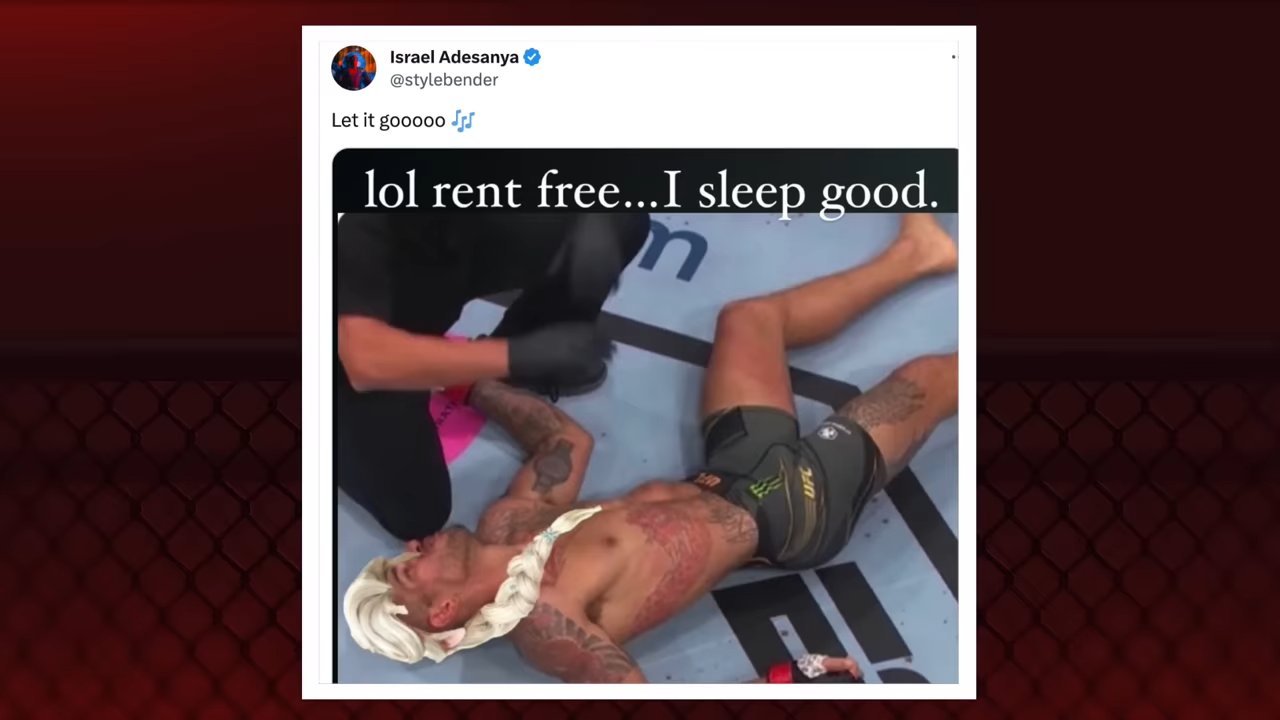 Israel Adesanya
@stylebender
Let it gooooo 🎶
lol rent free...I sleep good.
m
UFC